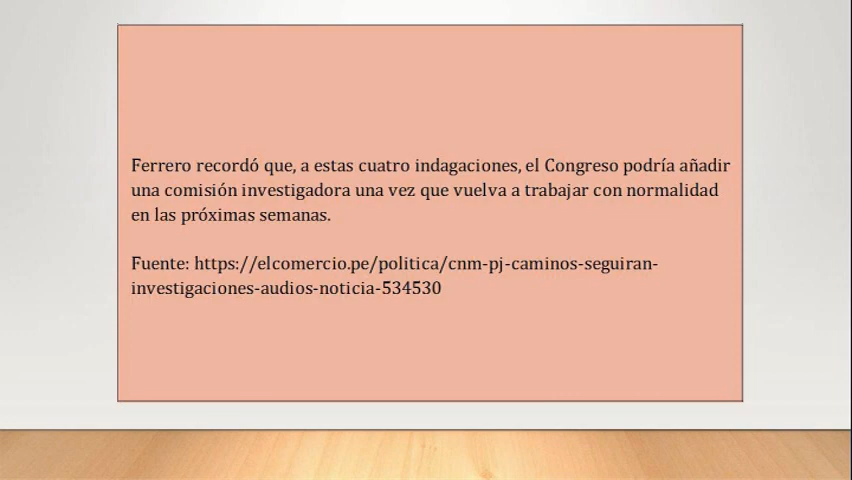 Ferrero recordó que, a estas cuatro indagaciones, el Congreso podría añadir
una comisión investigadora una vez que vuelva a trabajar con normalidad
en las próximas semanas.
Fuente: https://elcomercio.pe/politica/cnm-pj-caminos-seguiran-
investigaciones-audios-noticia-534530